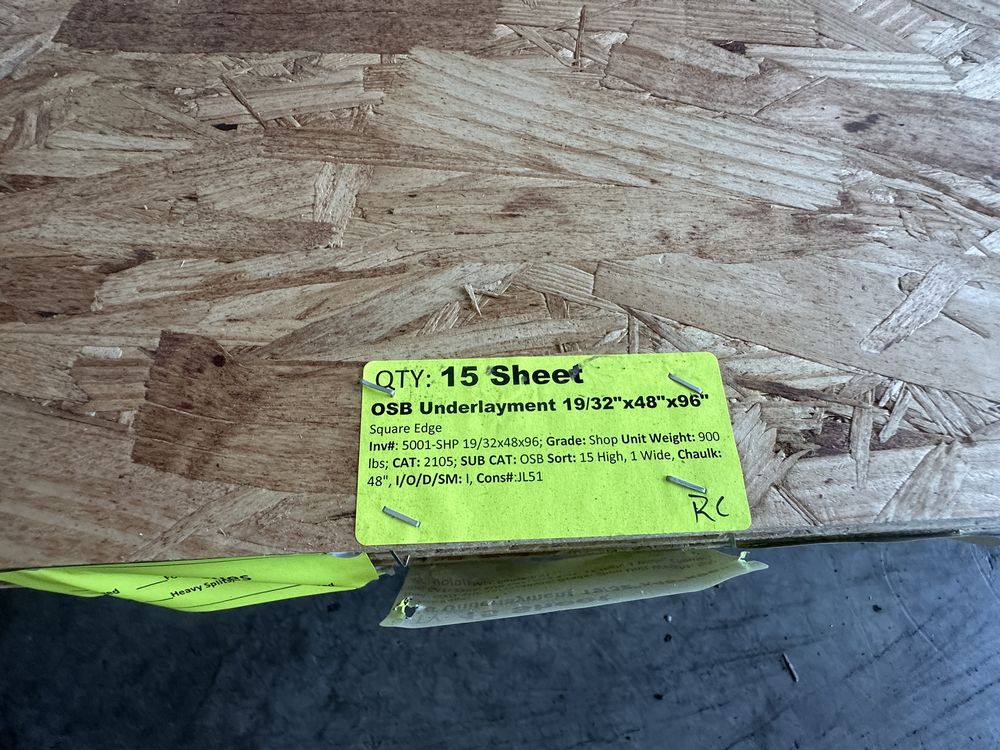 QTY: 15 Sheet
OSB Underlayment 19/32"x48"x96"
Square Edge
Inv#: 5001-SHP 19/32x48x96; Grade: Shop Unit Weight: 900
lbs; CAT: 2105; SUB CAT: OSB Sort: 15 High, 1 Wide, Chaulk:
48", I/O/D/SM: I, Cons#:JL51
RC
Heavy